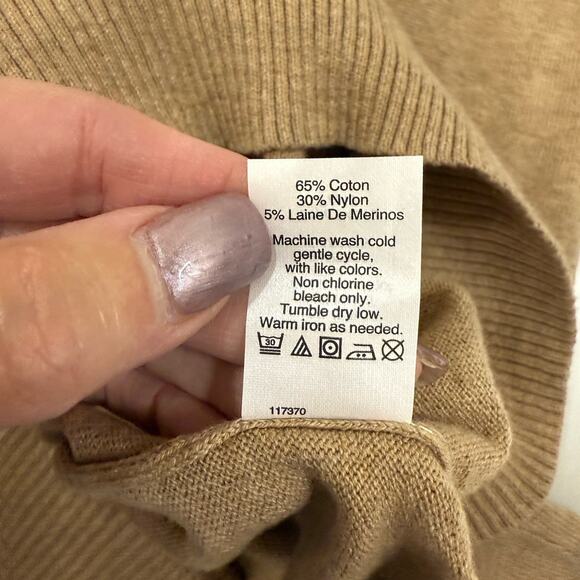 65% Coton
30% Nylon
5% Laine De Merinos
Machine wash cold
gentle cycle,
with like colors.
Non chlorine
bleach only.
Tumble dry low.
Warm iron as needed.
30
117370